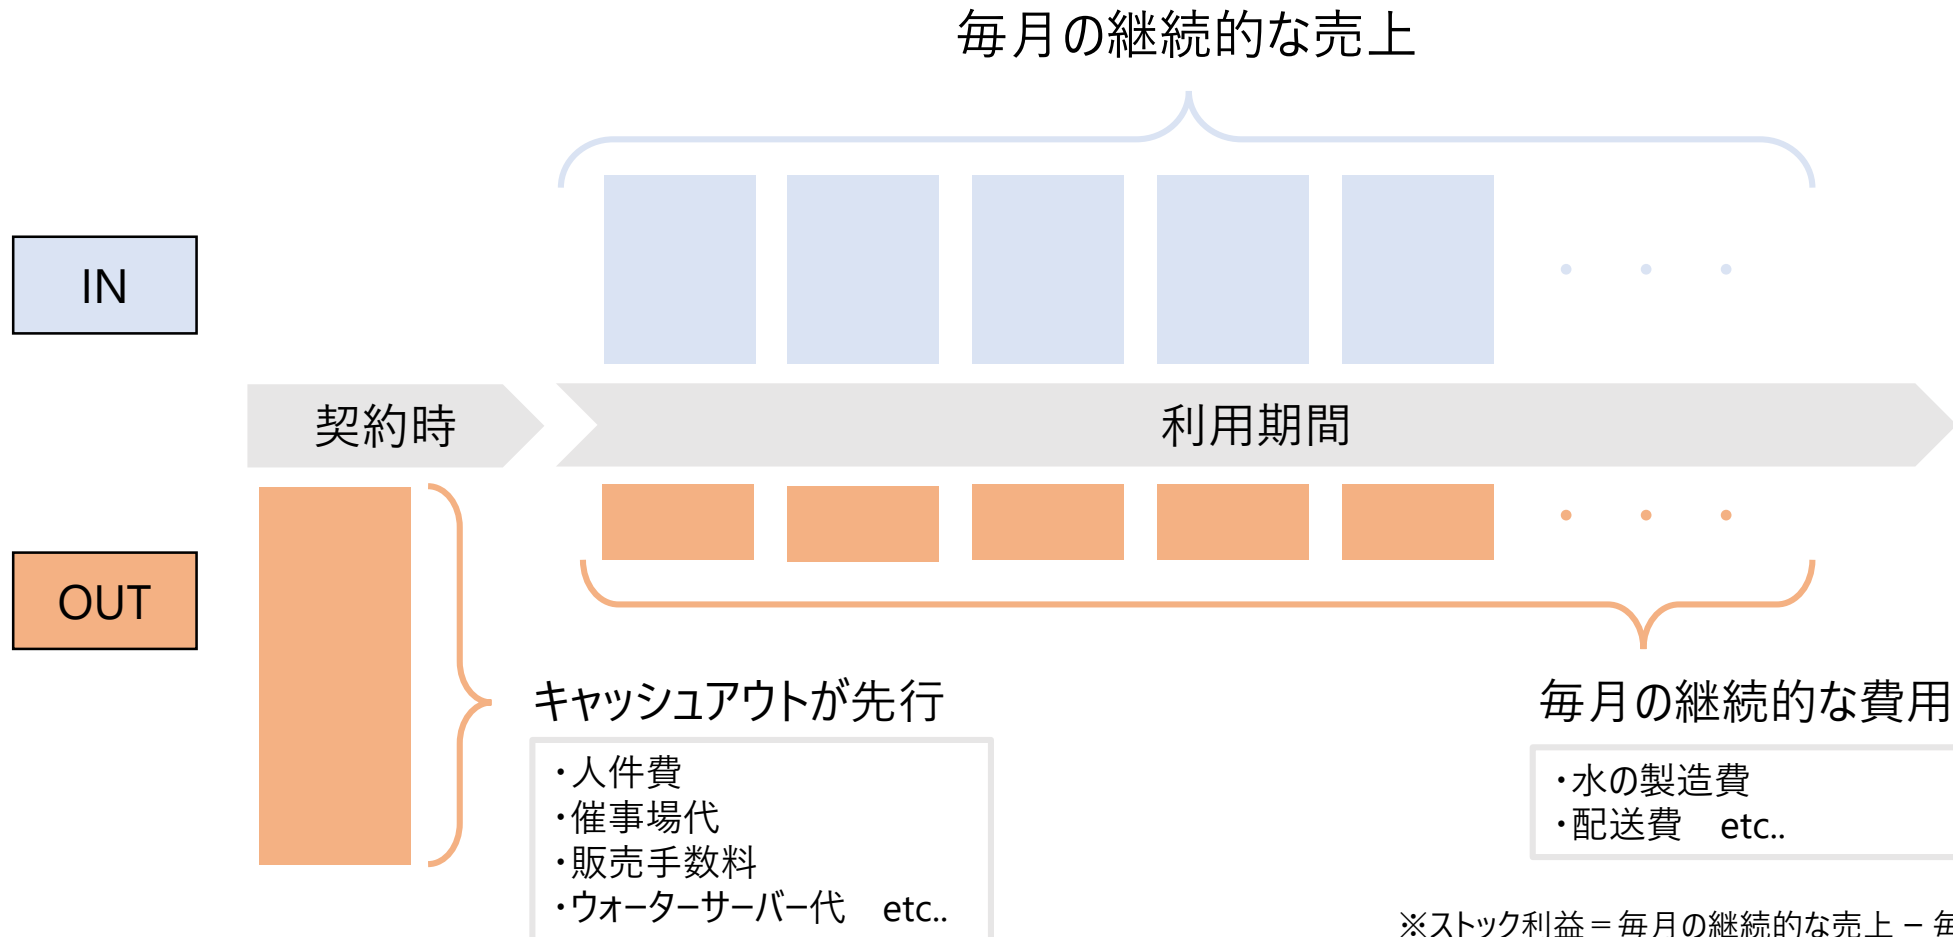 毎月の継続的な売上
IN
契約時
利用期間
OUT
キャッシュアウトが先行
・人件費
・催事場代
・販売手数料
・ウォーターサーバー代　etc..
毎月の継続的な費用
・水の製造費
・配送費　etc..
※ストック利益＝毎月の継続的な売上 − 毎